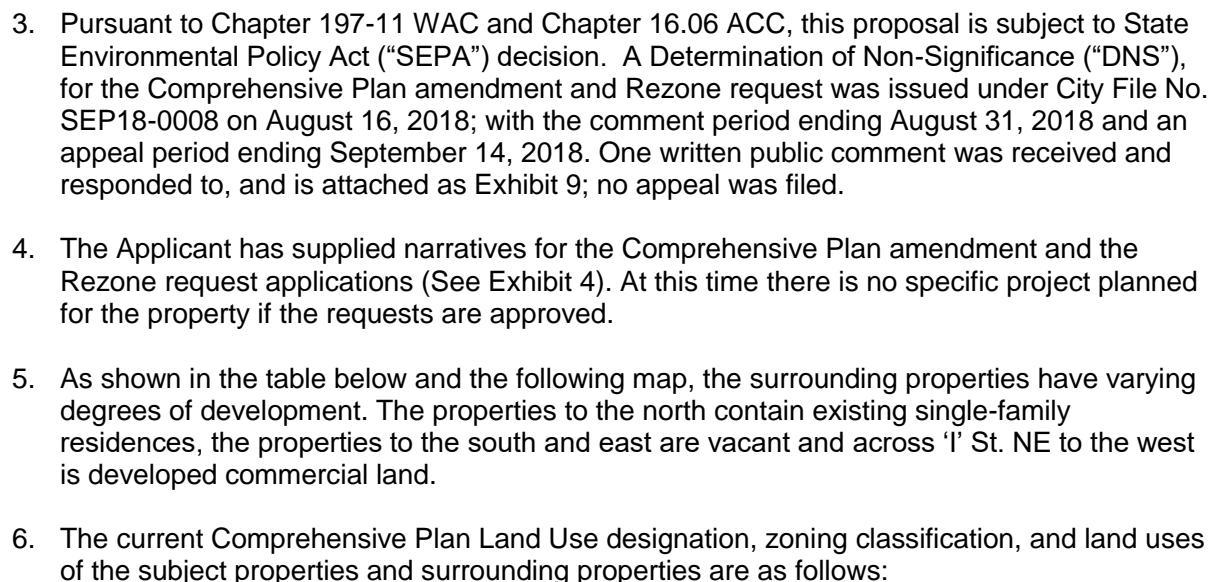 3. Pursuant to Chapter 197-11 WAC and Chapter 16.06 ACC, this proposal is subject to State
Environmental Policy Act ("SEPA") decision.  A Determination of Non-Significance ("DNS"),
for the Comprehensive Plan amendment and Rezone request was issued under City File No.
SEP18-0008 on August 16, 2018; with the comment period ending August 31, 2018 and an
appeal period ending September 14, 2018. One written public comment was received and
responded to, and is attached as Exhibit 9; no appeal was filed.
4. The Applicant has supplied narratives for the Comprehensive Plan amendment and the
Rezone request applications (See Exhibit 4). At this time there is no specific project planned
for the property if the requests are approved.
5. As shown in the table below and the following map, the surrounding properties have varying
degrees of development. The properties to the north contain existing single-family
residences, the properties to the south and east are vacant and across 'I' St. NE to the west
is developed commercial land.
6. The current Comprehensive Plan Land Use designation, zoning classification, and land uses
of the subject properties and surrounding properties are as follows: